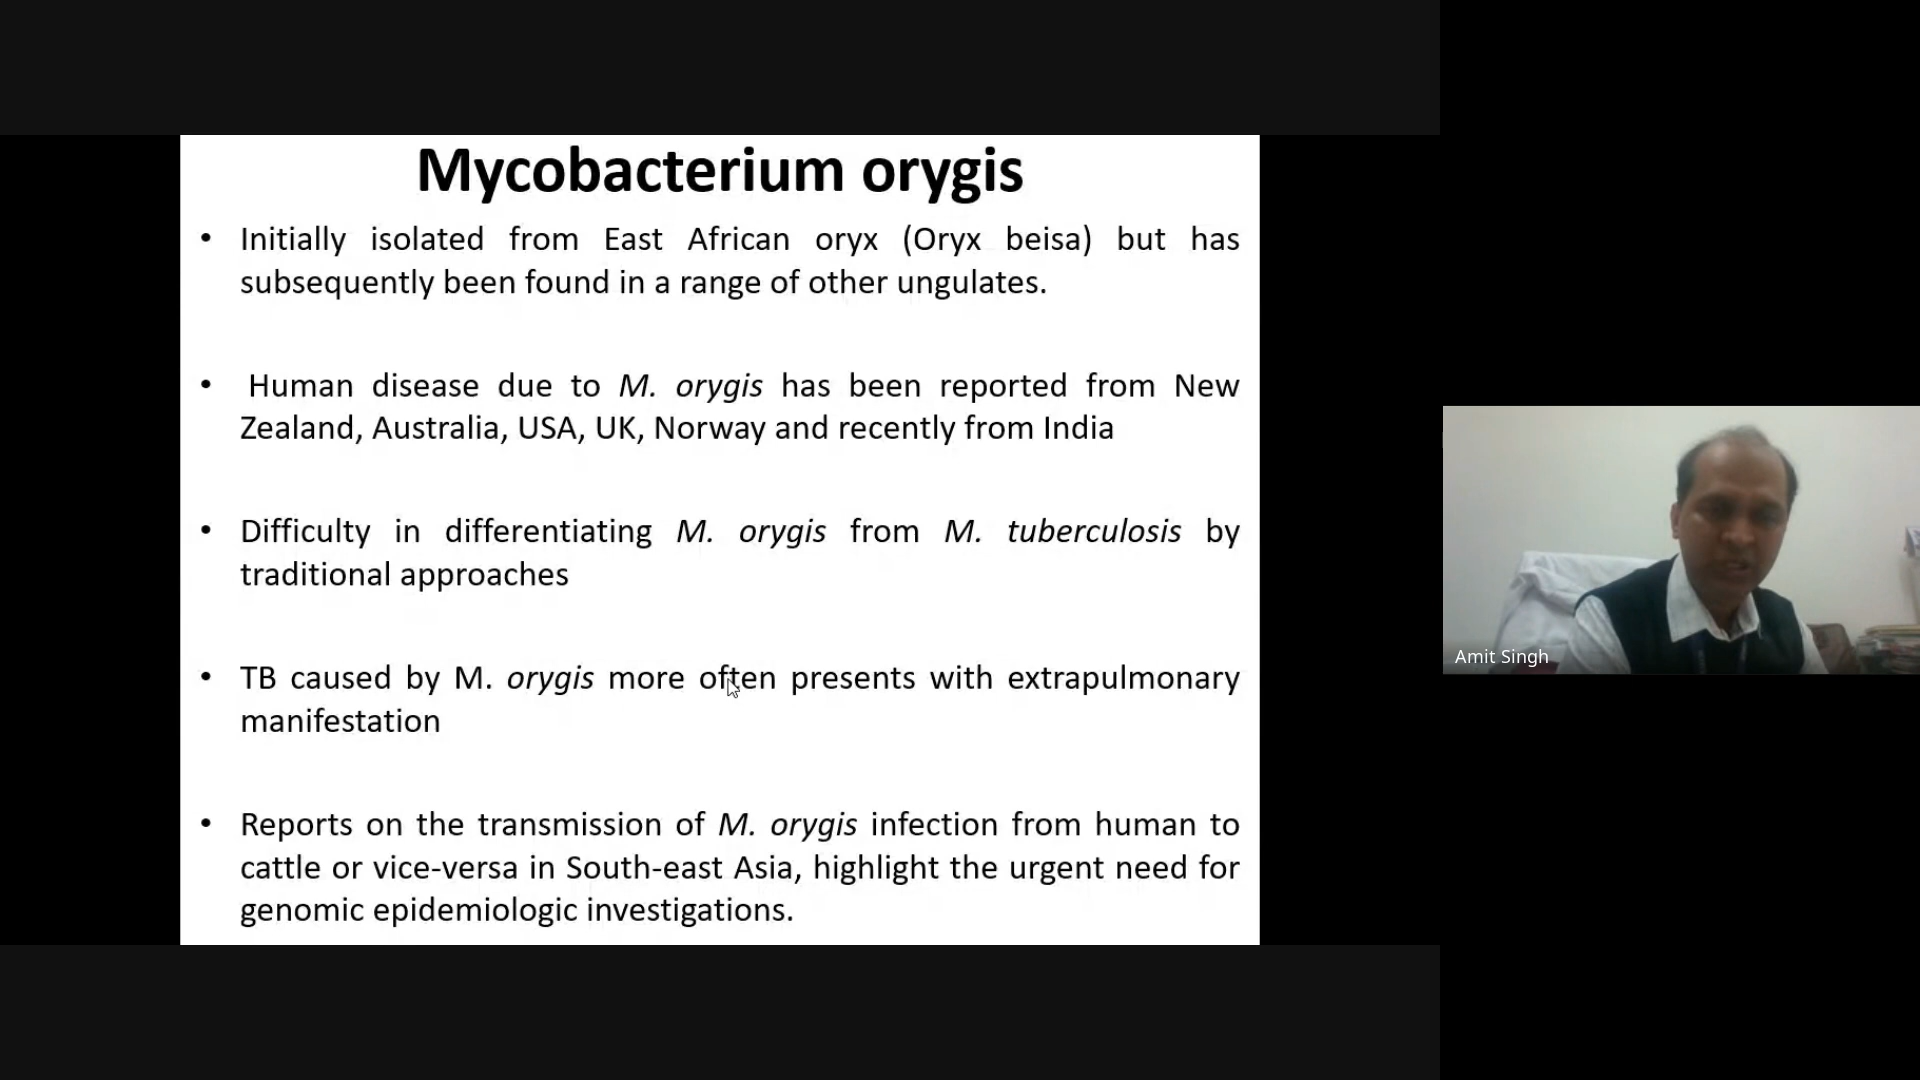 Mycobacterium orygis
• Initially isolated from East African oryx (Oryx beisa) but has
subsequently been found in a range of other ungulates.
• Human disease due to M. orygis has been reported from New
Zealand, Australia, USA, UK, Norway and recently from India
• Difficulty in differentiating M. orygis from M. tuberculosis by
traditional approaches
• TB caused by M. orygis more often presents with extrapulmonary
manifestation
• Reports on the transmission of M. orygis infection from human to
cattle or vice-versa in South-east Asia, highlight the urgent need for
genomic epidemiologic investigations.
Amit Singh